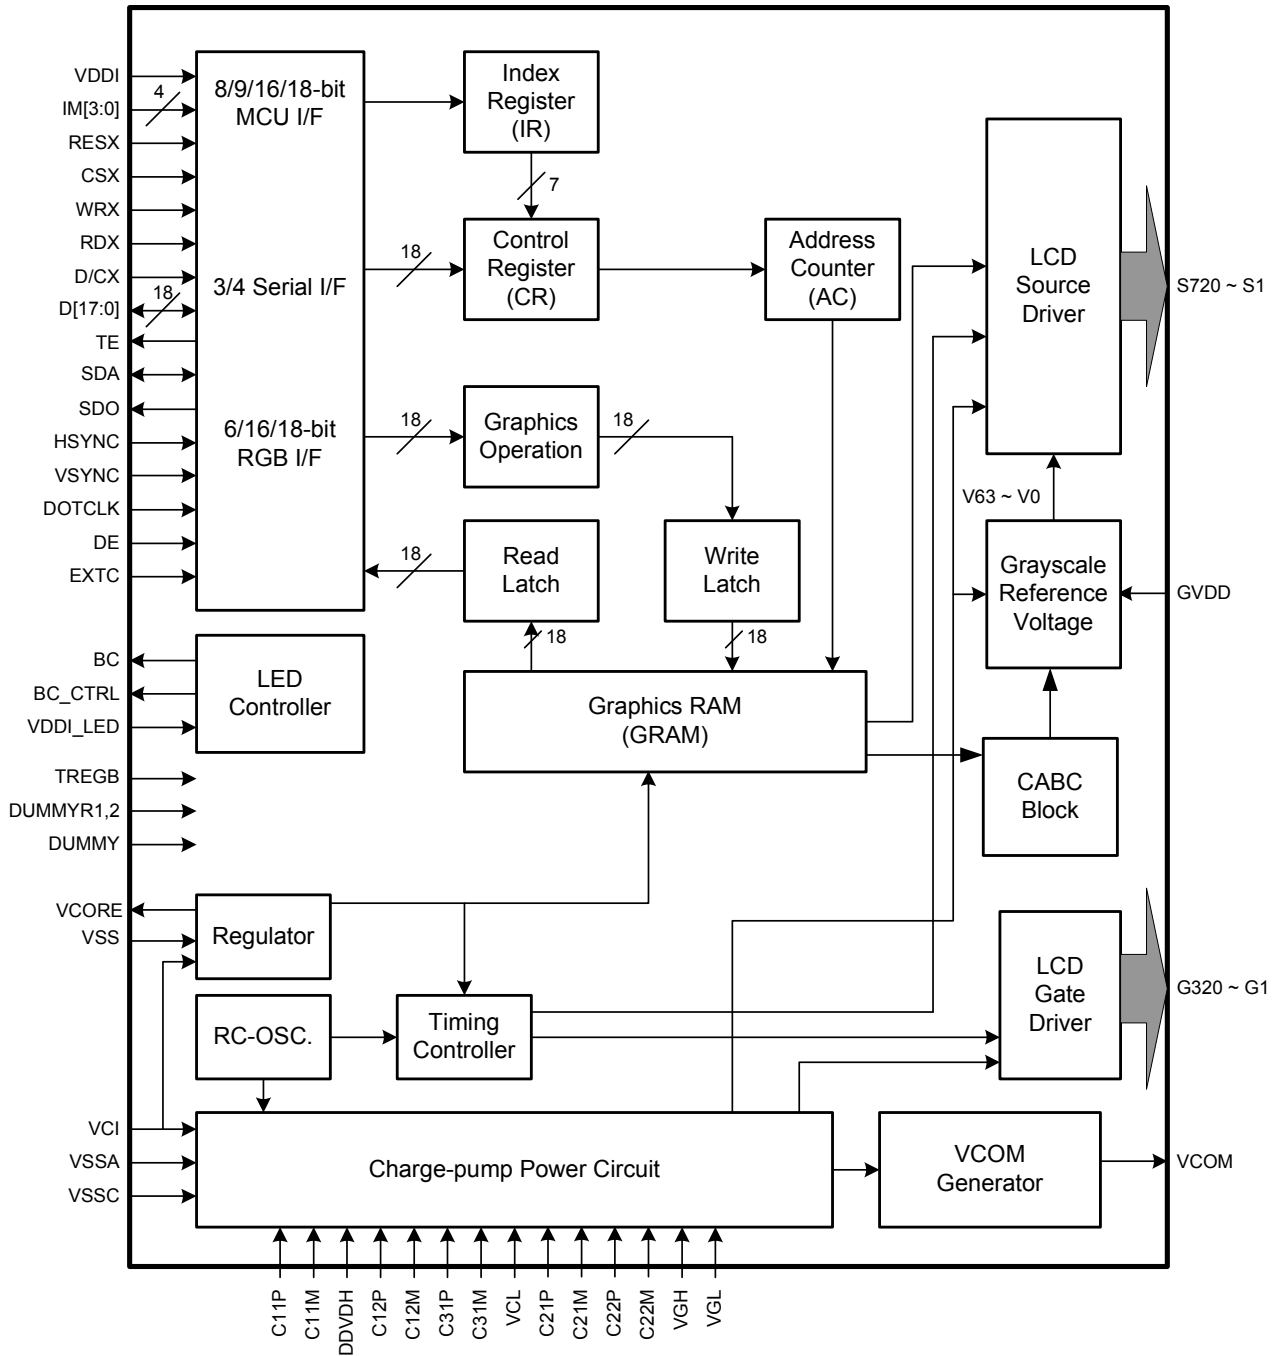 VDDI
IM[3:0]
4
RESX
CSX
WRX
RDX
D/CX
D[17:0]
18
TE
SDA
SDO
HSYNC
VSYNC
DOTCLK
DE
EXTC
8/9/16/18-bit
MCU I/F
3/4 Serial I/F
6/16/18-bit
RGB I/F
Index
Register
(IR)
7
18
Control
Register
(CR)
Address
Counter
(AC)
18
Graphics
Operation
18
18
Read
Latch
18
Write
Latch
18
LCD
Source
Driver
S720 ~ S1
V63 ~ V0
Grayscale
Reference
Voltage
GVDD
BC
BC_CTRL
VDDI_LED
LED
Controller
Graphics RAM
(GRAM)
CABC
Block
TREGB
DUMMYR1,2
DUMMY
VCORE
VSS
Regulator
RC-OSC.
Timing
Controller
LCD
Gate
Driver
G320 ~ G1
VCI
VSSA
VSSC
Charge-pump Power Circuit
VCOM
Generator
VCOM
C11P
C11M
DDVDH
C12P
C12M
C31P
C31M
VCL
C21P
C21M
C22P
C22M
VGH
VGL